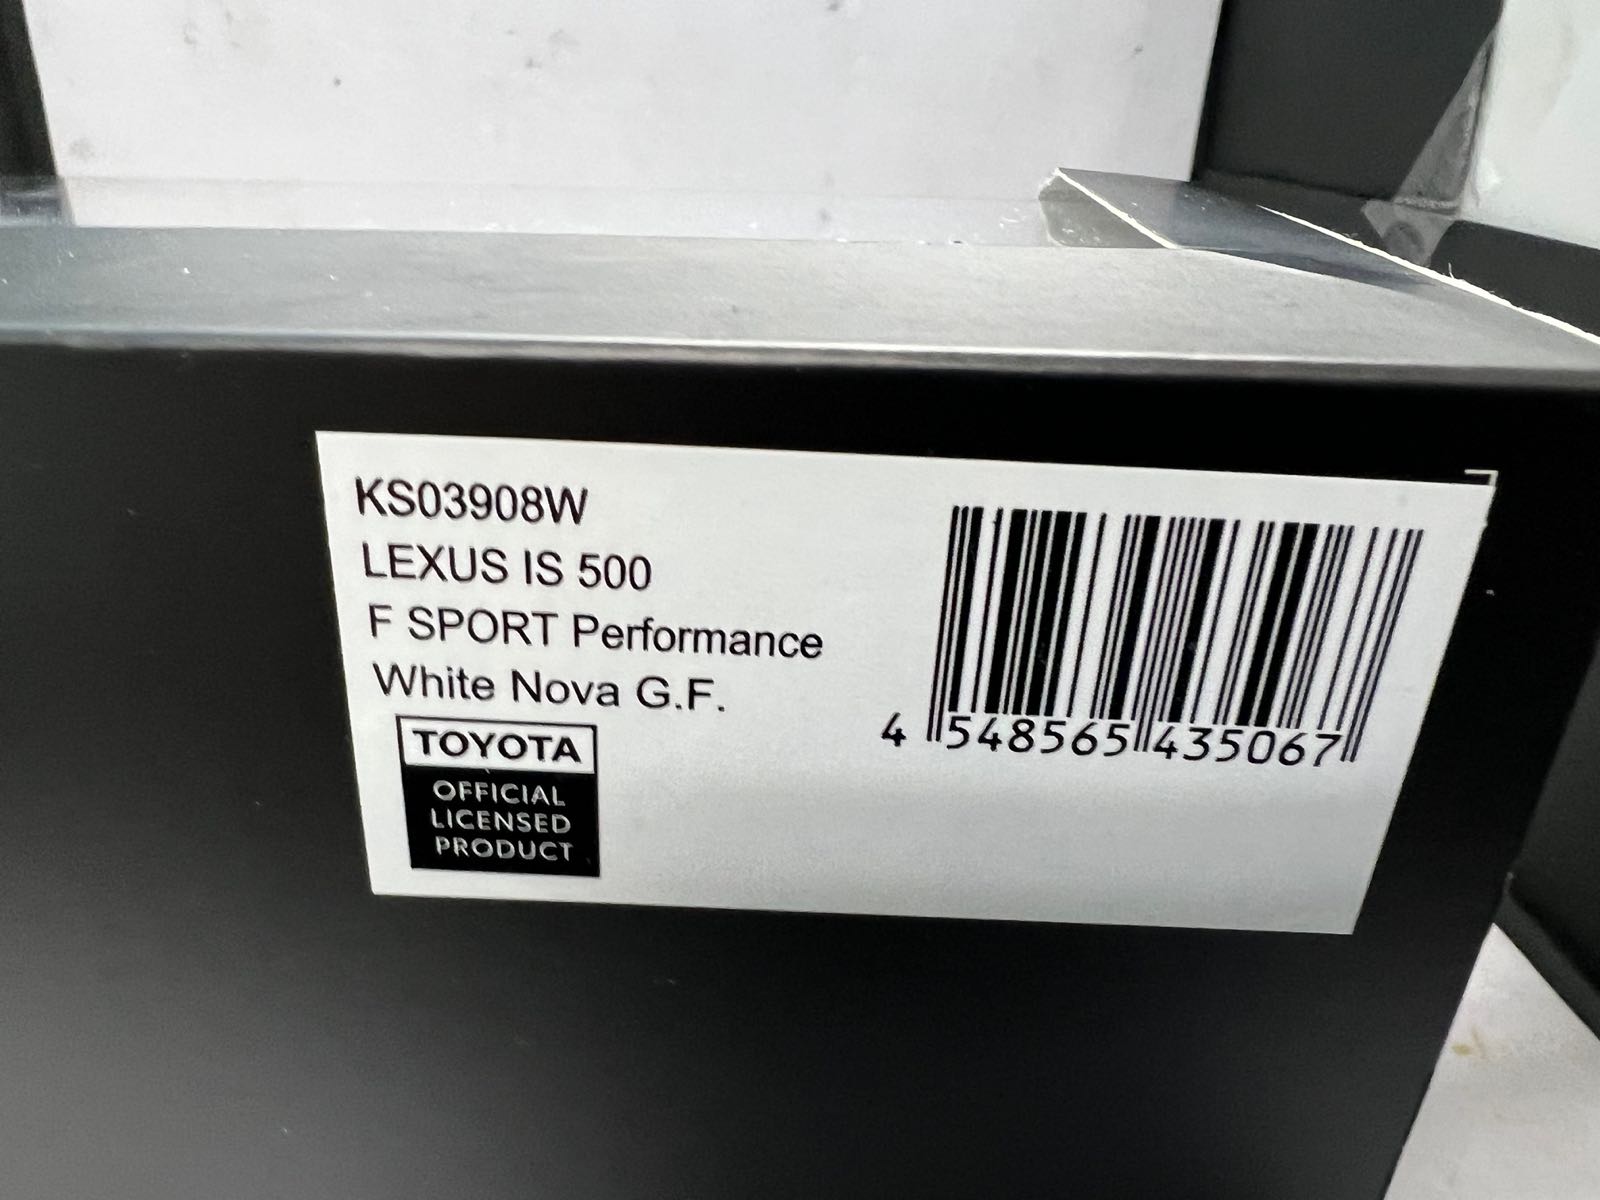 KS03908W
LEXUS IS 500
F SPORT Performance
White Nova G.F.
TOYOTA
OFFICIAL
LICENSED
PRODUCT
4 548565 435067